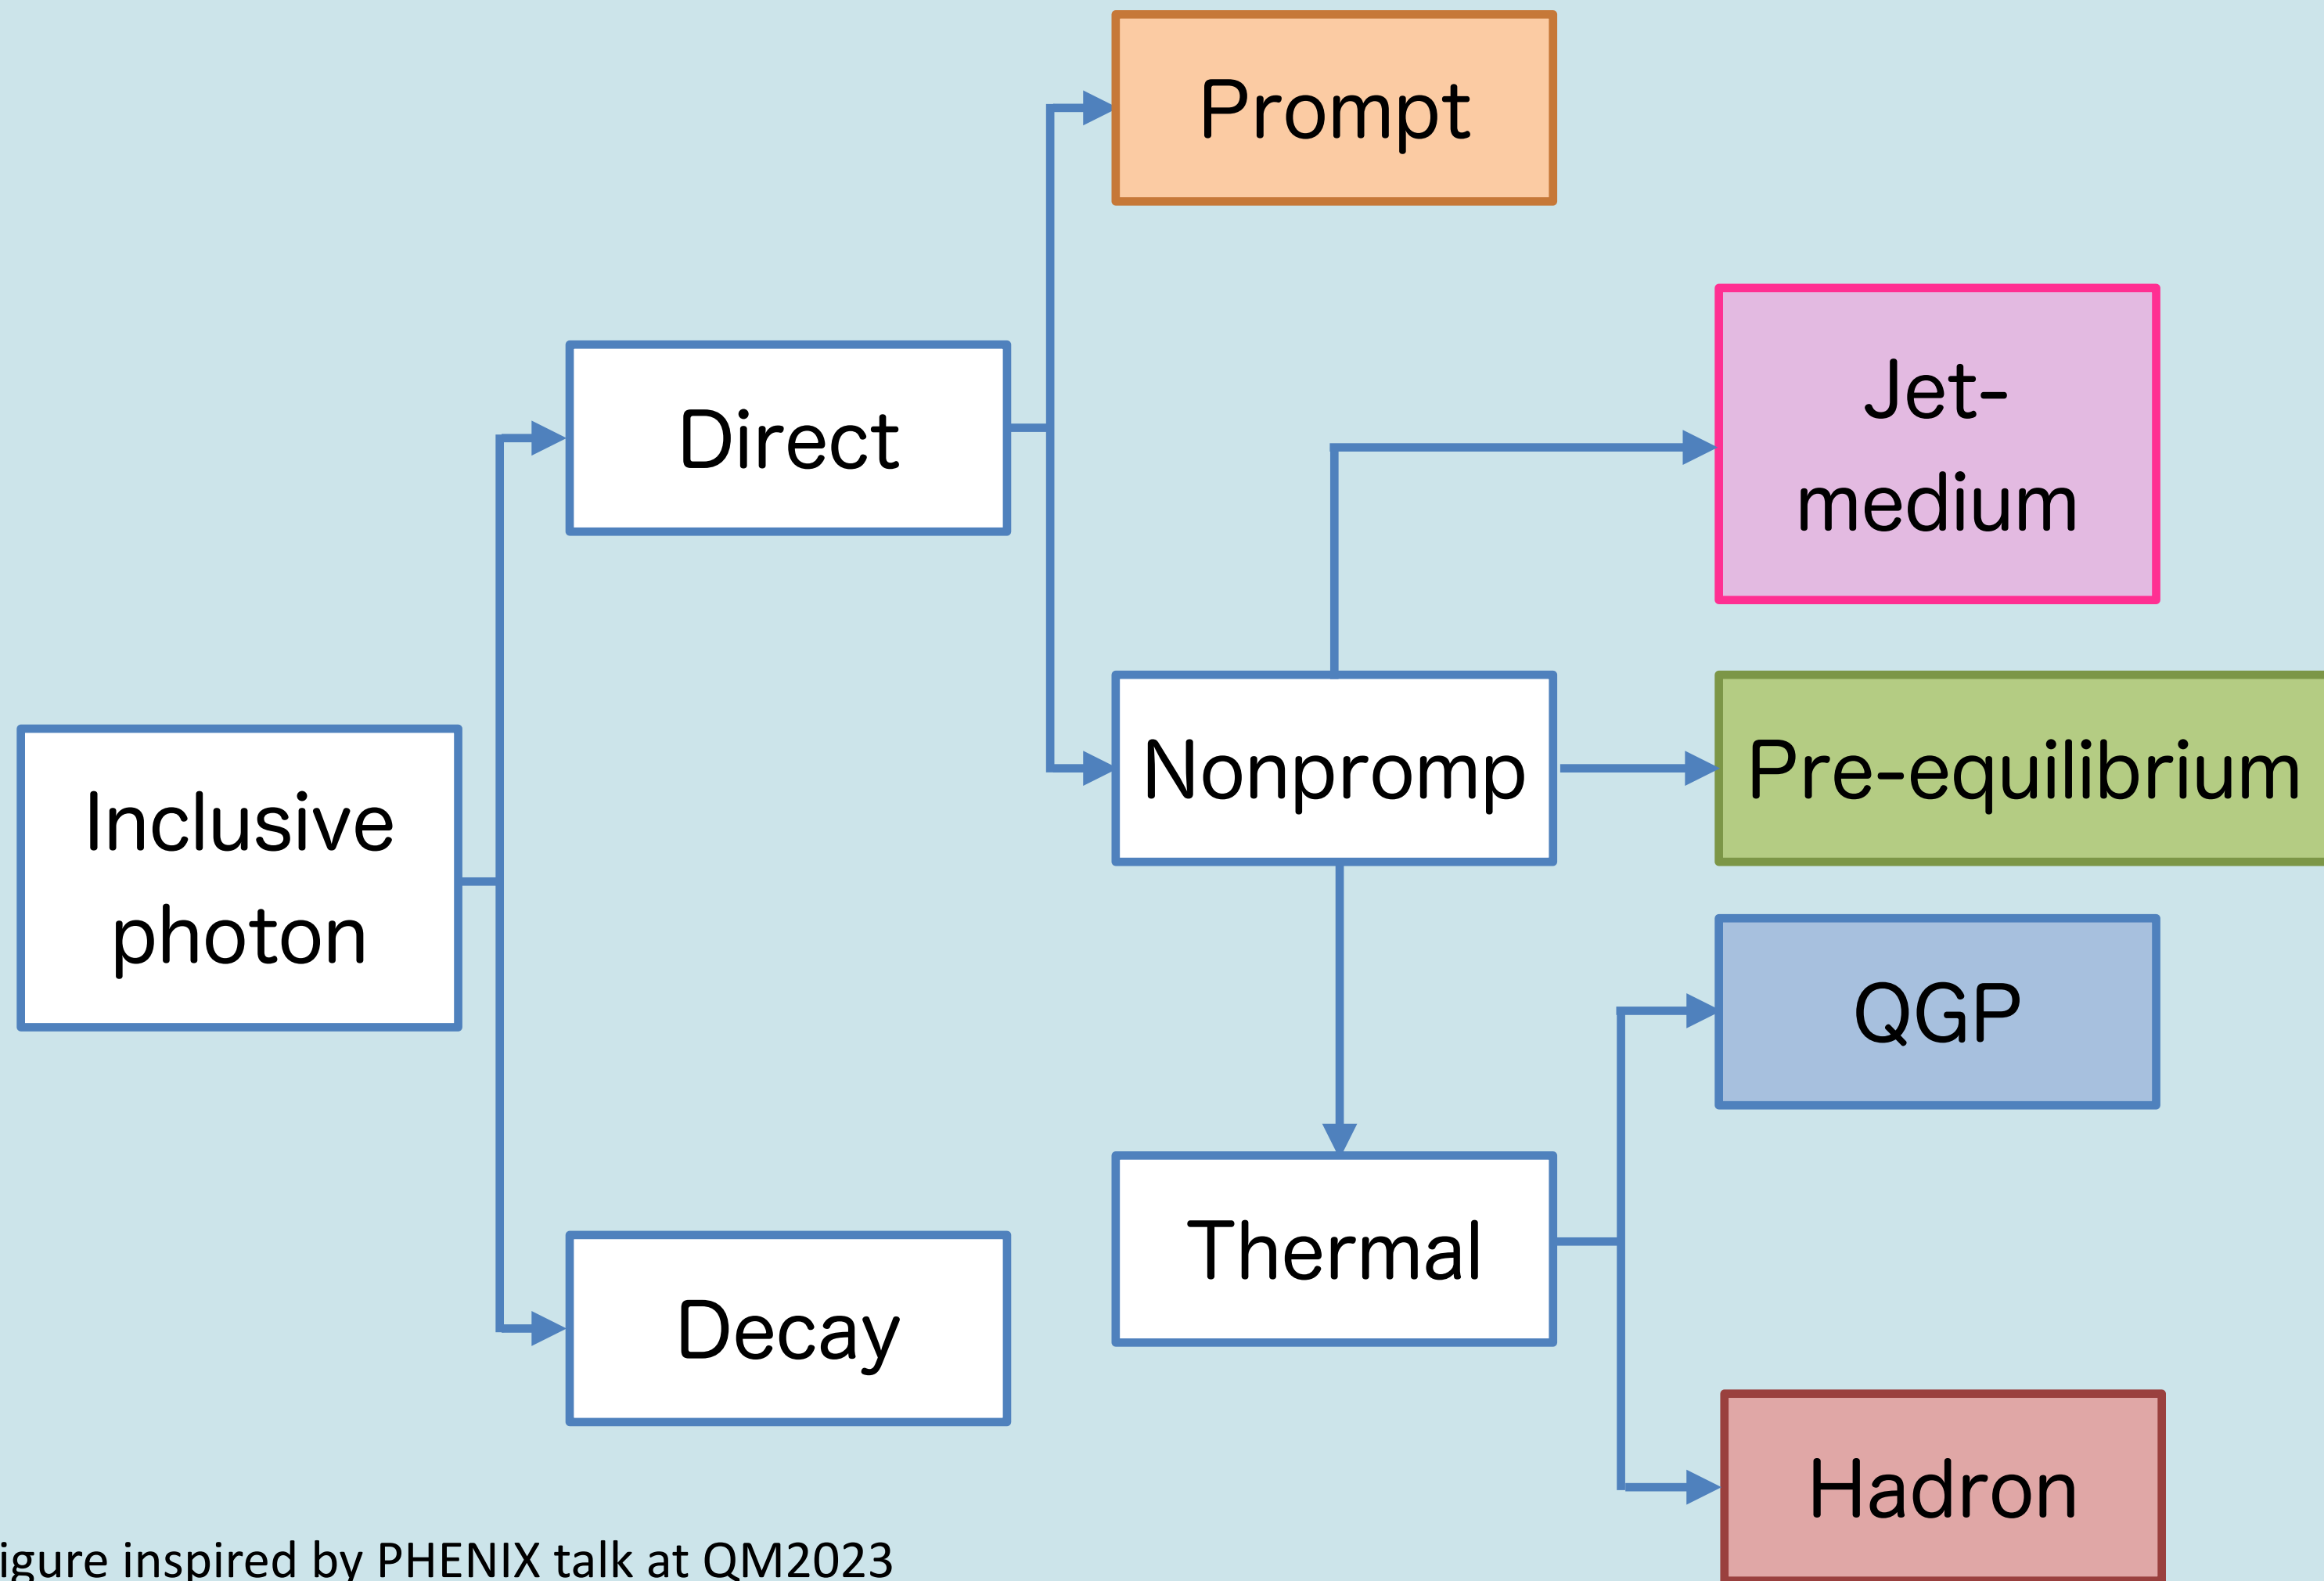 Prompt
Jet-
medium
Direct
Nonpromp
Pre-equilibrium
Inclusive
photon
QGP
Thermal
Decay
Hadron
igure inspired by PHENIX talk at QM2023